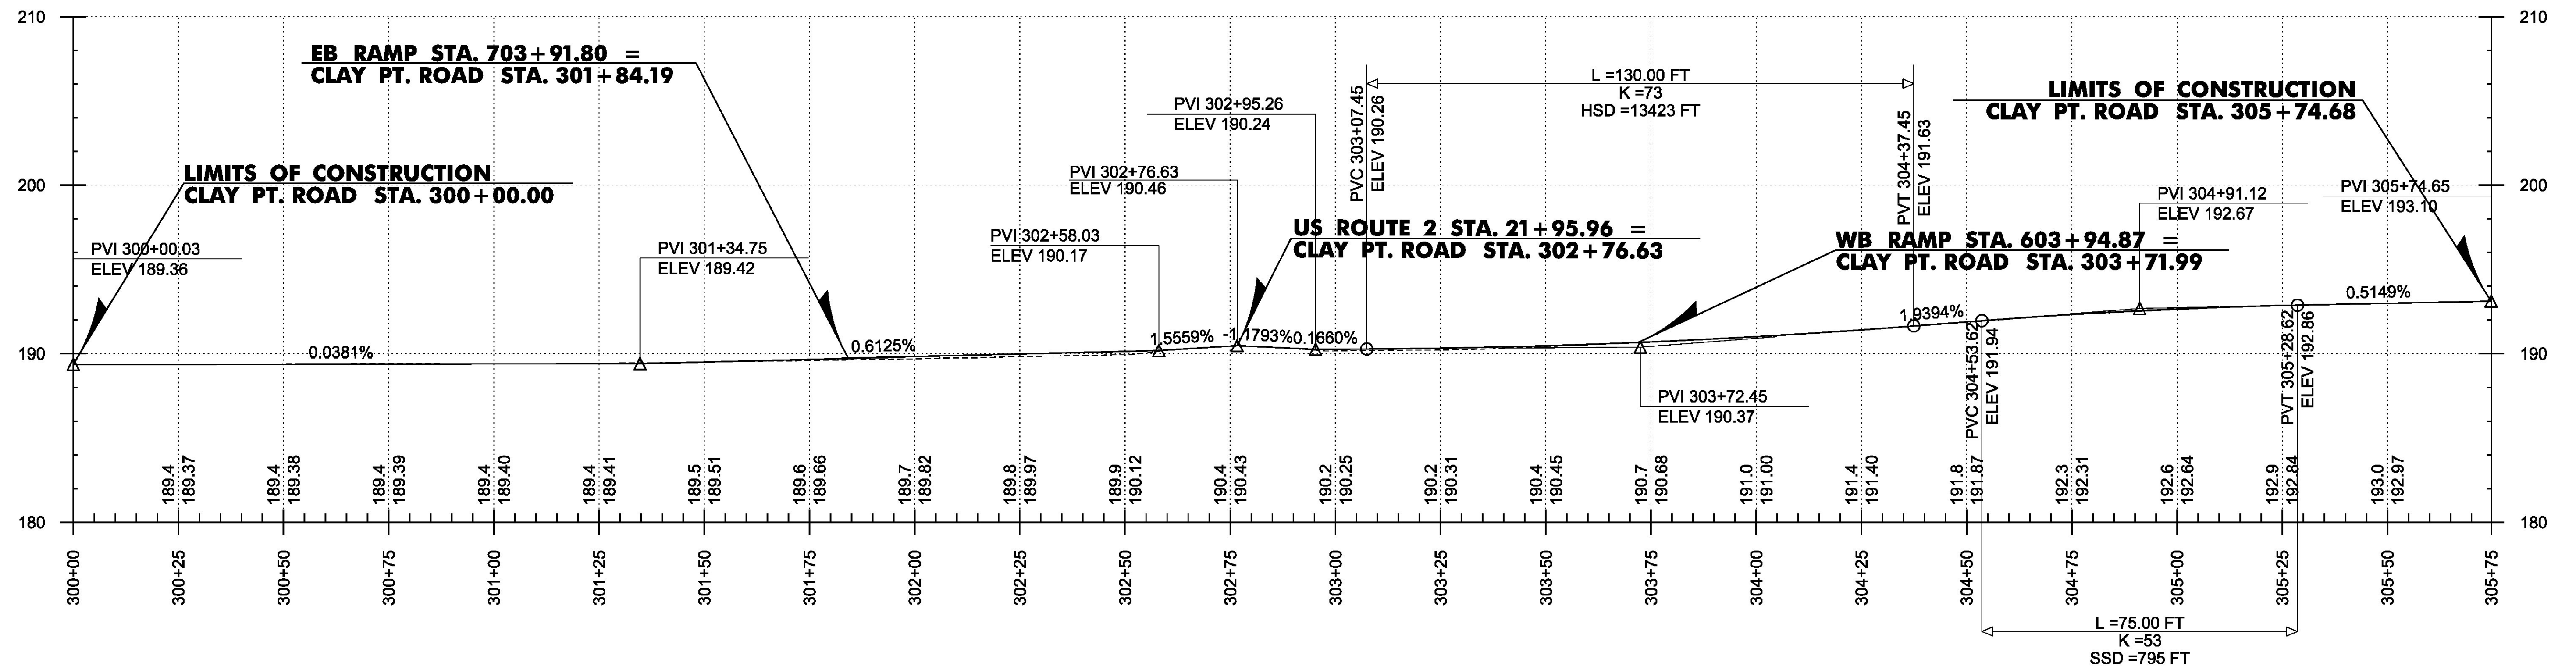 210
210
EB RAMP STA. 703+91.80 =
CLAY PT. ROAD STA. 301+84.19
L =130.00 FT
K =73
HSD =13423 FT
LIMITS OF CONSTRUCTION
CLAY PT. ROAD STA. 305+74.68
PVI 302+95.26
ELEV 190.24
PVC 303+07.45
ELEV 190.26
PVT 304+37.45
ELEV 191.63
LIMITS OF CONSTRUCTION
CLAY PT. ROAD STA. 300+00.00
PVI 302+76.63
ELEV 190.46
200
200
PVI 304+91.12
ELEV 192.67
PVI 305+74.65
ELEV 193.10
US ROUTE 2 STA. 21+95.96 =
CLAY PT. ROAD STA. 302+76.63
PVI 302+58.03
ELEV 190.17
WB RAMP STA. 603+94.87 =
CLAY PT. ROAD STA. 303+71.99
PVI 300+00.03
ELEV 189.36
PVI 301+34.75
ELEV 189.42
0.0381%
0.6125%
1.5559%
-1.1793%
0.1660%
1.9394%
0.5149%
190
190
PVC 304+53.62
ELEV 191.94
PVT 305+28.62
ELEV 192.86
PVI 303+72.45
ELEV 190.37
189.4
189.37
189.4
189.38
189.4
189.39
189.4
189.40
189.4
189.41
189.5
189.51
189.6
189.66
189.7
189.82
189.8
189.97
189.9
190.12
190.4
190.43
190.2
190.25
190.2
190.31
190.4
190.45
190.7
190.68
191.0
191.00
191.4
191.40
191.8
191.87
192.3
192.31
192.6
192.64
192.9
192.84
193.0
192.97
180
180
300+00
300+25
300+50
300+75
301+00
301+25
301+50
301+75
302+00
302+25
302+50
302+75
303+00
303+25
303+50
303+75
304+00
304+25
304+50
304+75
305+00
305+25
305+50
305+75
L =75.00 FT
K =53
SSD =795 FT